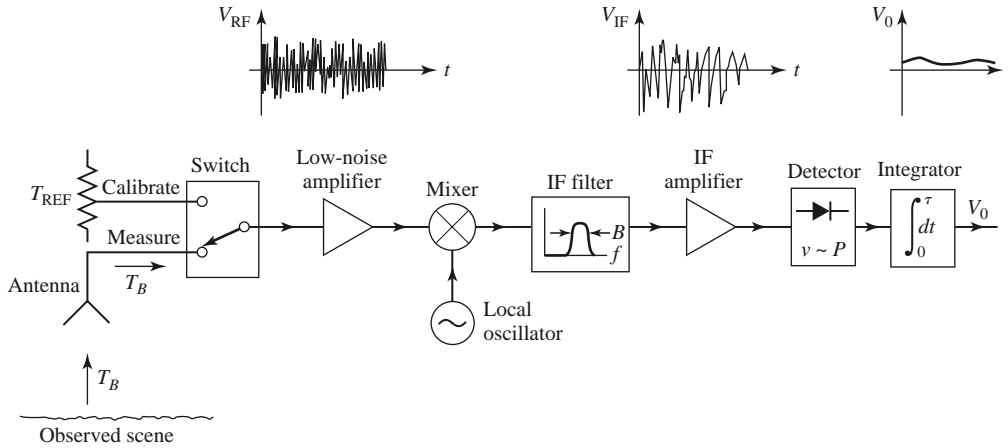 V_RF
t
V_IF
t
V_0
Switch
Low-noise
amplifier
Mixer
IF filter
IF
amplifier
Detector
Integrator
T_REF
Calibrate
Measure
T_B
Antenna
B
f
v ~ P
∫_0^τ dt
V_0
Local
oscillator
T_B
Observed scene